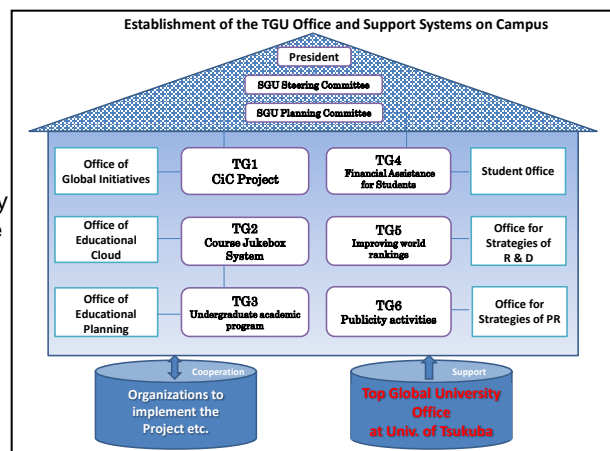 Establishment of the TGU Office and Support Systems on Campus
President
SGU Steering Committee
SGU Planning Committee
Office of
Global Initiatives
TG1
CiC Project
TG4
Financial Assistance
for Students
Student Office
Office of
Educational
Cloud
TG2
Course Jukebox
System
TG5
Improving world
rankings
Office for
Strategies of
R & D
Office of
Educational
Planning
TG3
Undergraduate academic
program
TG6
Publicity activities
Office for
Strategies of PR
Cooperation
Organizations to
implement the
Project etc.
Support
Top Global University
Office
at Univ. of Tsukuba